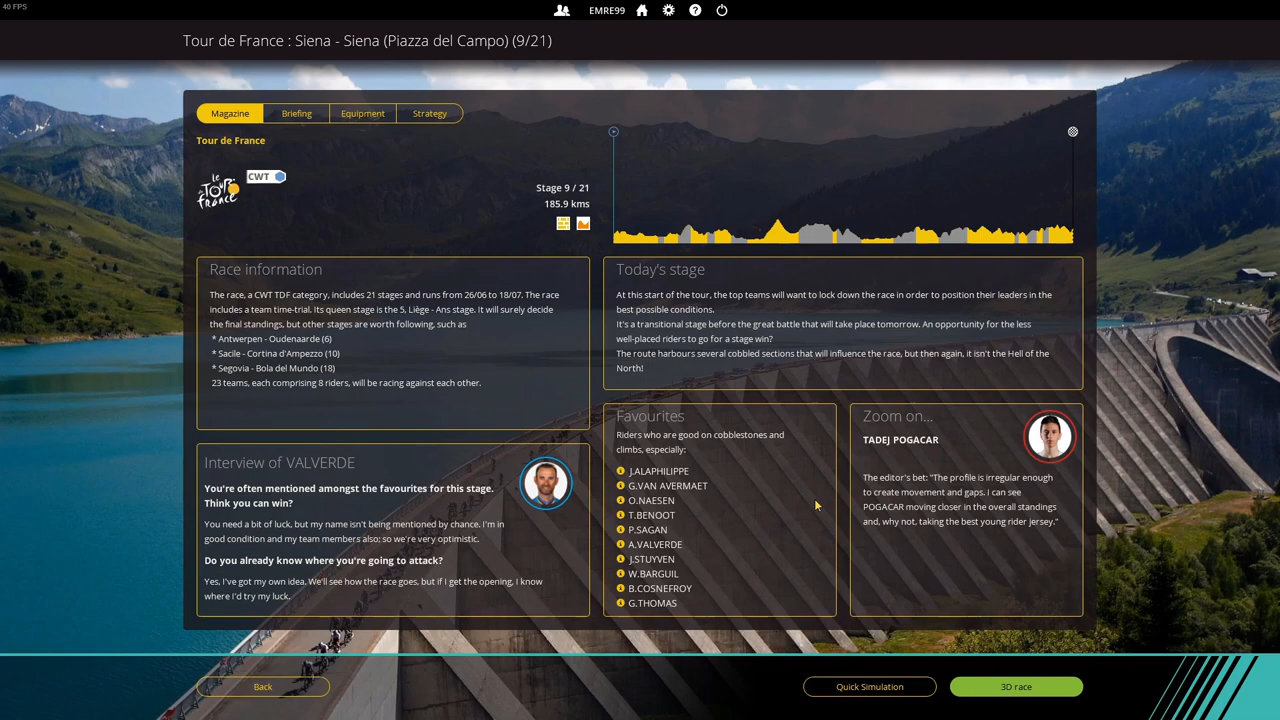 40 FPS
EMRE99
Tour de France : Siena - Siena (Piazza del Campo) (9/21)
Magazine
Briefing
Equipment
Strategy
Tour de France
LE TOUR DE FRANCE
CWT
Stage 9 / 21
185.9 kms
Race information
The race, a CWT TDF category, includes 21 stages and runs from 26/06 to 18/07. The race
includes a team time-trial. Its queen stage is the 5, Liège - Ans stage. It will surely decide
the final standings, but other stages are worth following, such as
* Antwerpen - Oudenaarde (6)
* Sacile - Cortina d'Ampezzo (10)
* Segovia - Bola del Mundo (18)
23 teams, each comprising 8 riders, will be racing against each other.
Today's stage
At this start of the tour, the top teams will want to lock down the race in order to position their leaders in the
best possible conditions.
It's a transitional stage before the great battle that will take place tomorrow. An opportunity for the less
well-placed riders to go for a stage win?
The route harbours several cobbled sections that will influence the race, but then again, it isn't the Hell of the
North!
Interview of VALVERDE
You're often mentioned amongst the favourites for this stage.
Think you can win?
You need a bit of luck, but my name isn't being mentioned by chance. I'm in
good condition and my team members also; so we're very optimistic.
Do you already know where you're going to attack?
Yes, I've got my own idea. We'll see how the race goes, but if I get the opening, I know
where I'd try my luck.
Favourites
Riders who are good on cobblestones and
climbs, especially:
J.ALAPHILIPPE
G.VAN AVERMAET
O.NAESEN
T.BENOOT
P.SAGAN
A.VALVERDE
J.STUYVEN
W.BARGUIL
B.COSNEFROY
G.THOMAS
Zoom on...
TADEJ POGACAR
The editor's bet: "The profile is irregular enough
to create movement and gaps. I can see
POGACAR moving closer in the overall standings
and, why not, taking the best young rider jersey."
Back
Quick Simulation
3D race